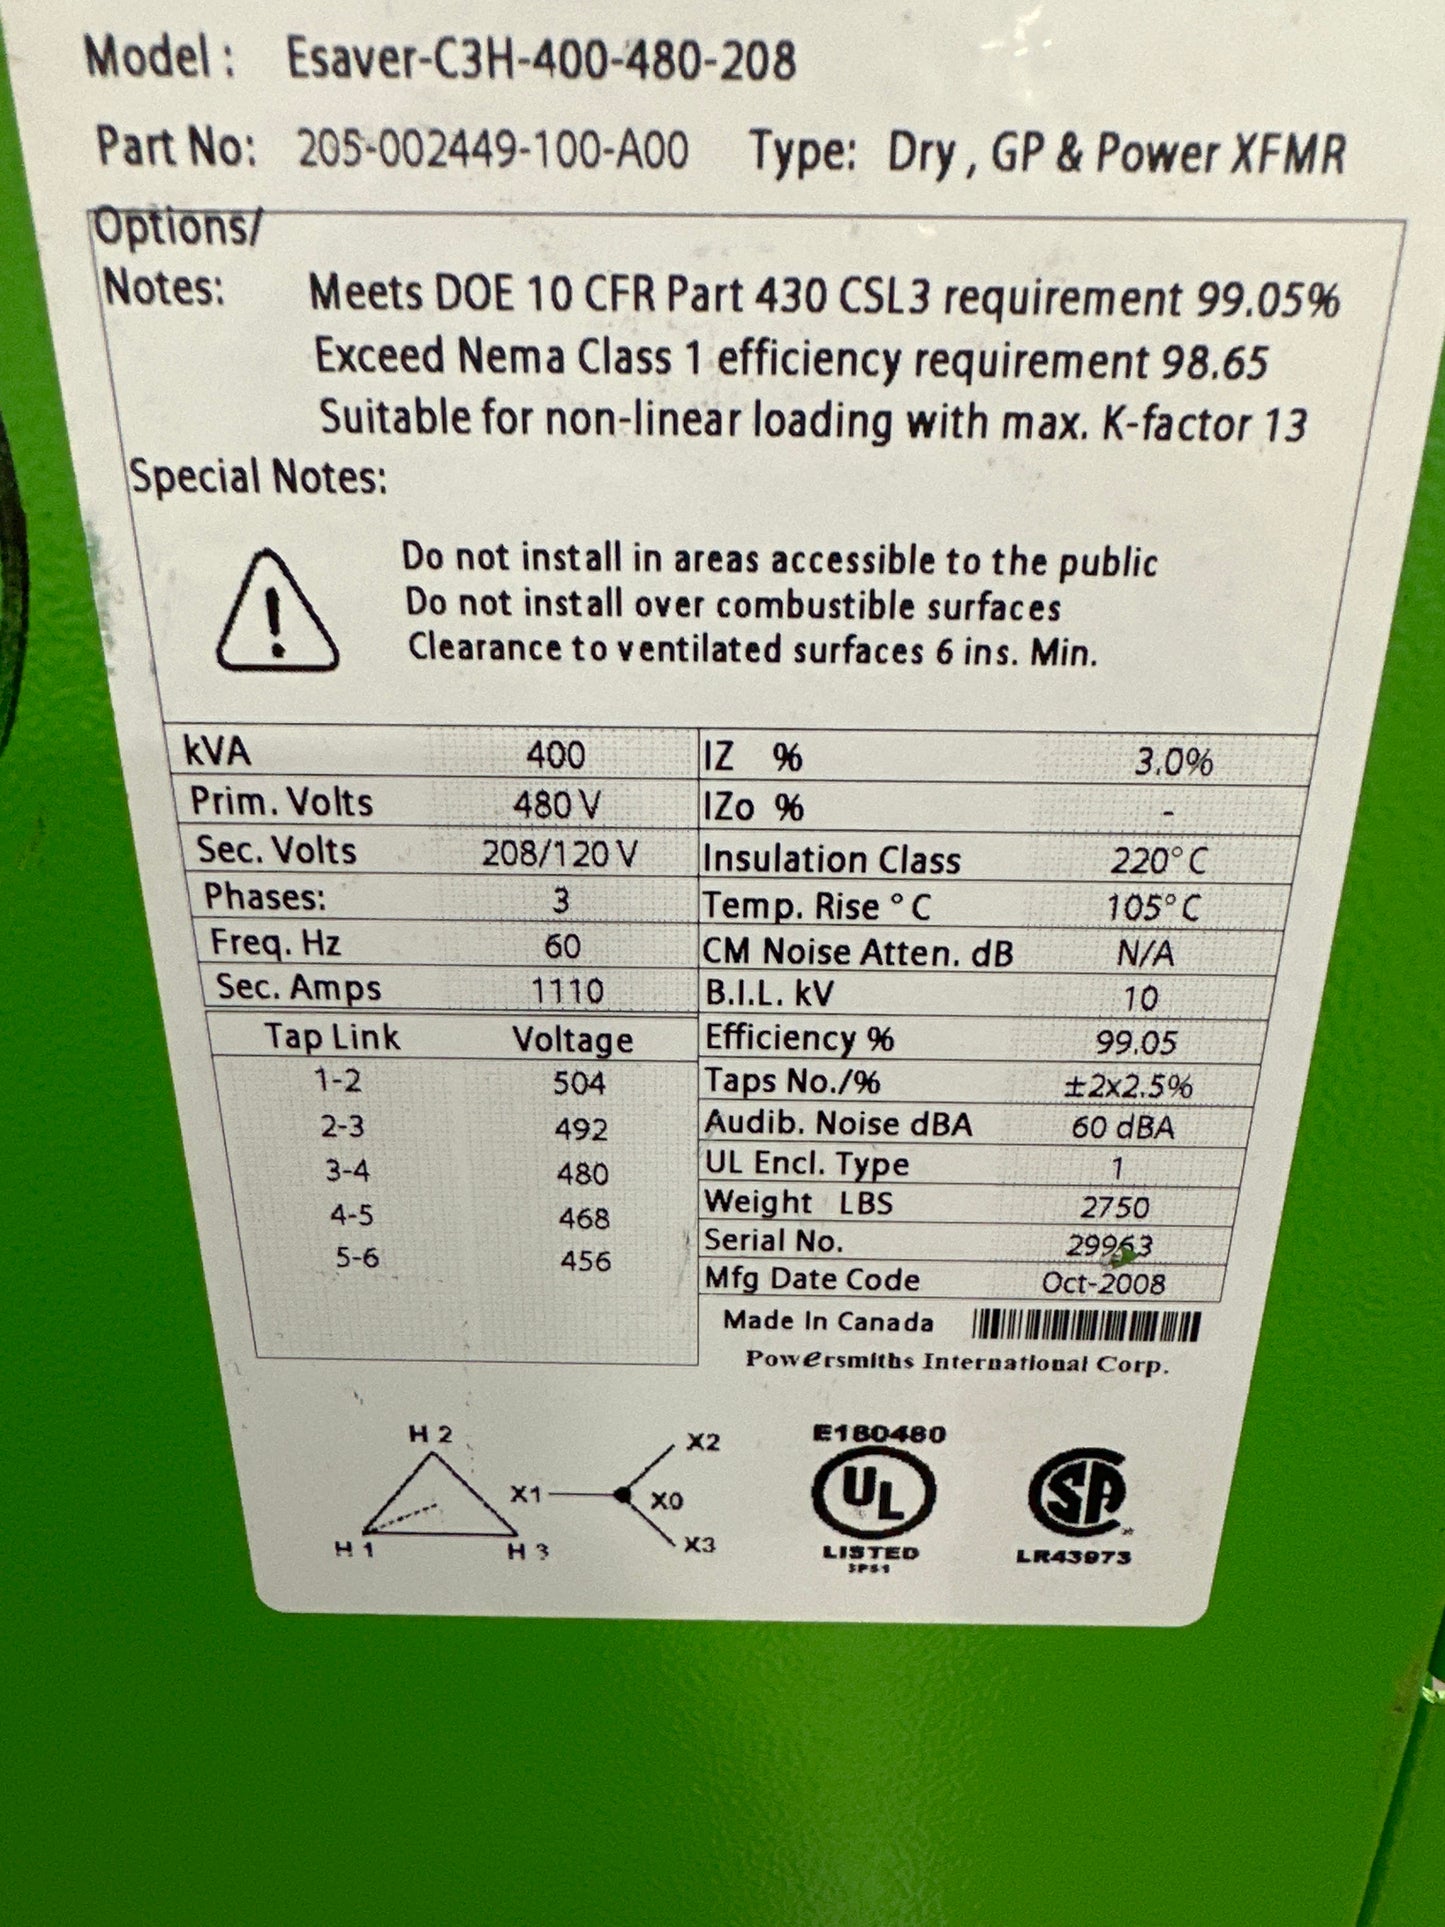 Model : Esaver-C3H-400-480-208
Part No: 205-002449-100-A00 Type: Dry , GP & Power XFMR
Options/
Notes: Meets DOE 10 CFR Part 430 CSL3 requirement 99.05%
Exceed Nema Class 1 efficiency requirement 98.65
Suitable for non-linear loading with max. K-factor 13
Special Notes:
Do not install in areas accessible to the public
Do not install over combustible surfaces
Clearance to ventilated surfaces 6 ins. Min.
kVA 400 IZ % 3.0%
Prim. Volts 480 V IZo % -
Sec. Volts 208/120 V Insulation Class 220°C
Phases: 3 Temp. Rise °C 105°C
Freq. Hz 60 CM Noise Atten. dB N/A
Sec. Amps 1110 B.I.L. kV 10
Tap Link Voltage Efficiency % 99.05
1-2 504 Taps No./% ±2x2.5%
2-3 492 Audib. Noise dBA 60 dBA
3-4 480 UL Encl. Type 1
4-5 468 Weight LBS 2750
5-6 456 Serial No. 29963
Mfg Date Code Oct-2008
Made In Canada
Powersmiths International Corp.
H 2 X2 E180480
X1 X0 UL SA
H 1 H 3 X3 LISTED LR43973
3P51